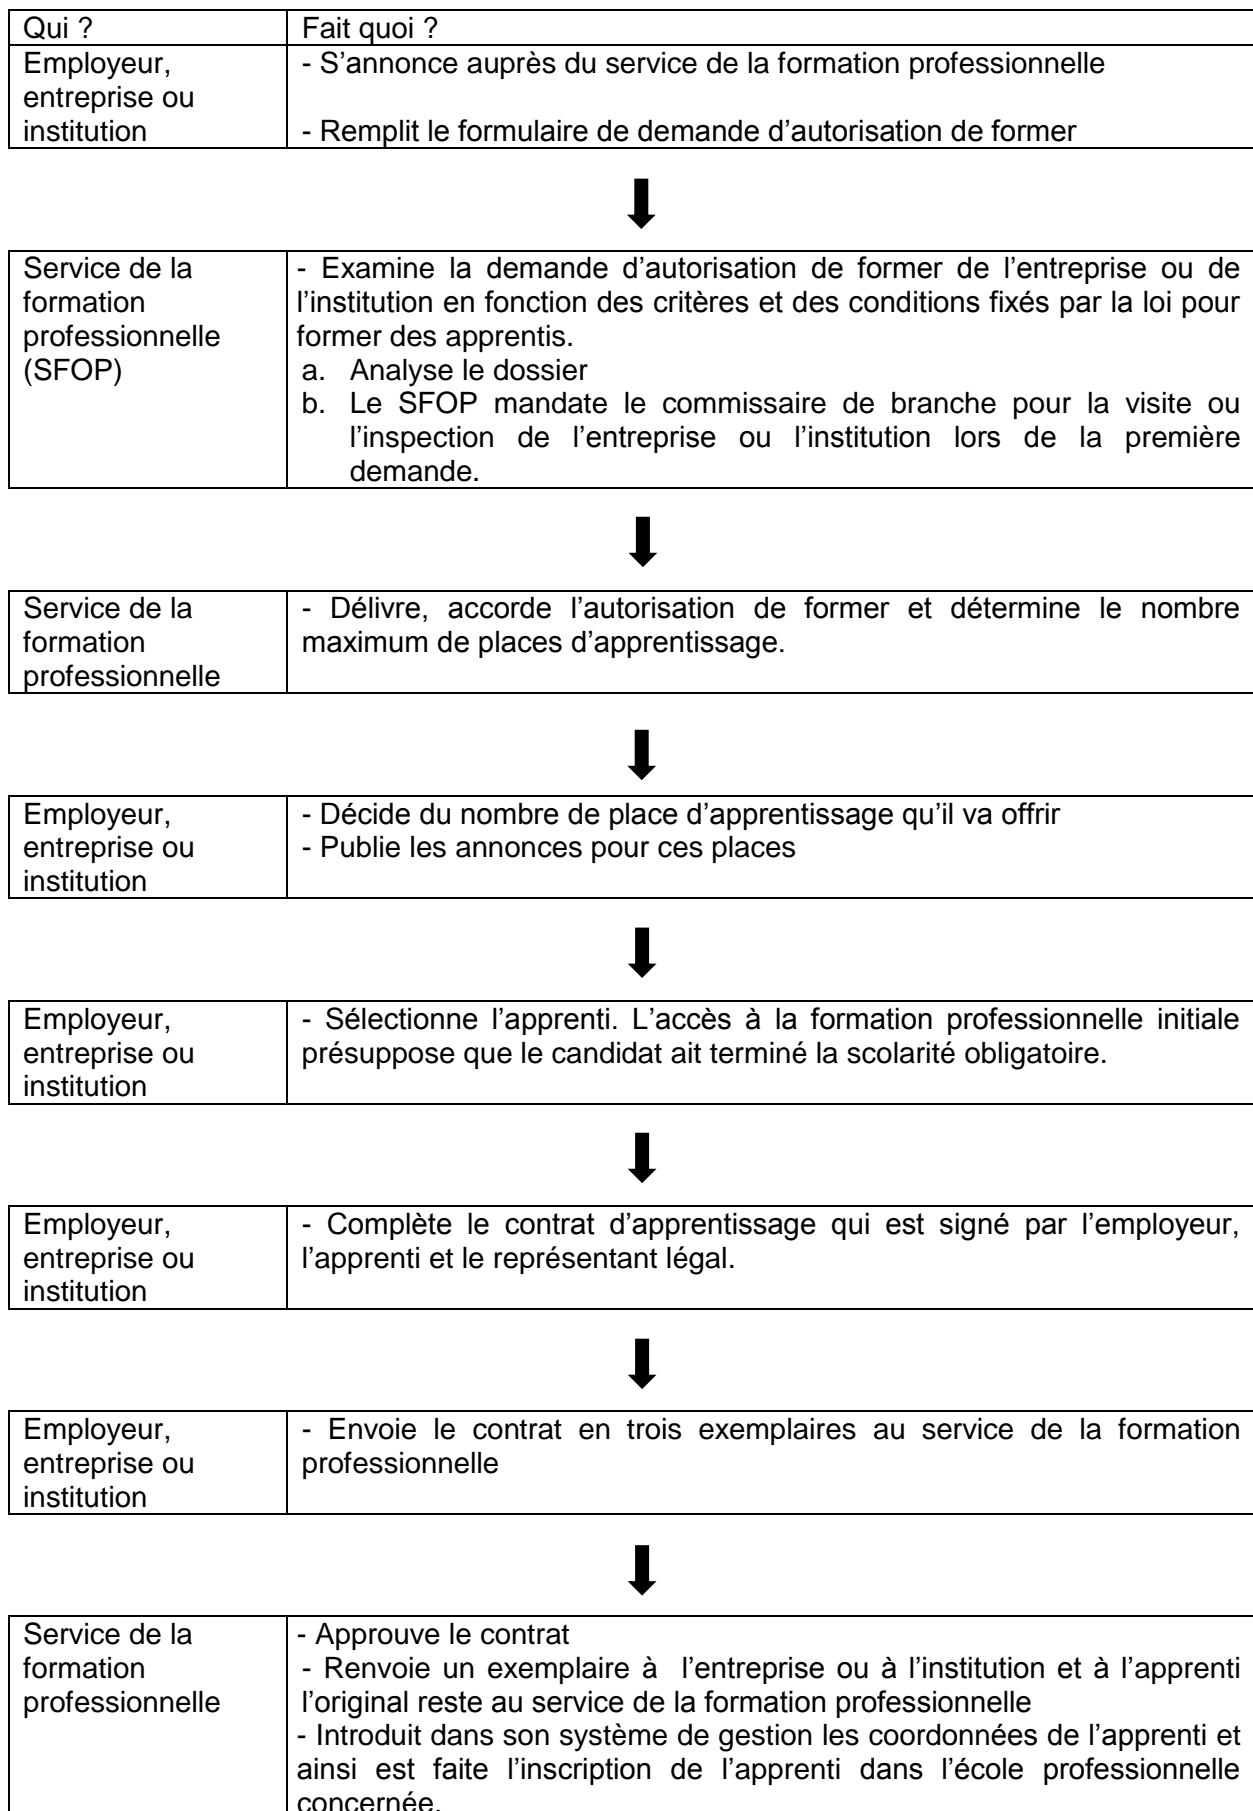 Qui ? Fait quoi ?
Employeur,
entreprise ou
institution
- S’annonce auprès du service de la formation professionnelle
- Remplit le formulaire de demande d’autorisation de former
Service de la
formation
professionnelle
(SFOP)
- Examine la demande d’autorisation de former de l’entreprise ou de
l’institution en fonction des critères et des conditions fixés par la loi pour
former des apprentis.
a. Analyse le dossier
b. Le SFOP mandate le commissaire de branche pour la visite ou
l’inspection de l’entreprise ou l’institution lors de la première
demande.
Service de la
formation
professionnelle
- Délivre, accorde l’autorisation de former et détermine le nombre
maximum de places d’apprentissage.
Employeur,
entreprise ou
institution
- Décide du nombre de place d’apprentissage qu’il va offrir
- Publie les annonces pour ces places
Employeur,
entreprise ou
institution
- Sélectionne l’apprenti. L’accès à la formation professionnelle initiale
présuppose que le candidat ait terminé la scolarité obligatoire.
Employeur,
entreprise ou
institution
- Complète le contrat d’apprentissage qui est signé par l’employeur,
l’apprenti et le représentant légal.
Employeur,
entreprise ou
institution
- Envoie le contrat en trois exemplaires au service de la formation
professionnelle
Service de la
formation
professionnelle
- Approuve le contrat
- Renvoie un exemplaire à l’entreprise ou à l’institution et à l’apprenti
l’original reste au service de la formation professionnelle
- Introduit dans son système de gestion les coordonnées de l’apprenti et
ainsi est faite l’inscription de l’apprenti dans l’école professionnelle
concernée.